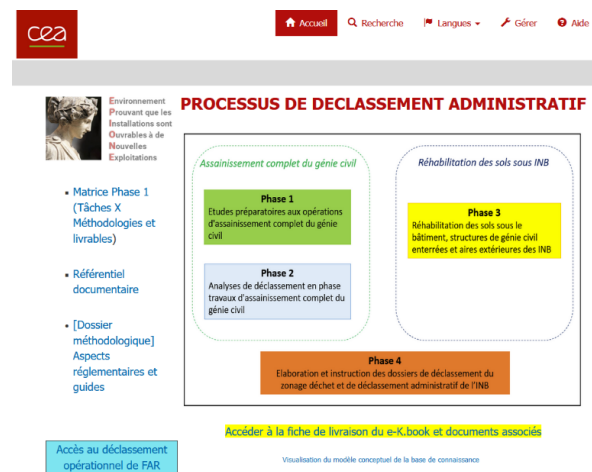 cea
Accueil
Recherche
Langues
Gérer
Aide
Environnement
Prouvant que les
Installations sont
Ouvrables à de
Nouvelles
Exploitations
PROCESSUS DE DECLASSEMENT ADMINISTRATIF
Matrice Phase 1
(Tâches X
Méthodologies et
livrables)
Référentiel
documentaire
[Dossier
méthodologique]
Aspects
réglementaires et
guides
Accès au déclassement
opérationnel de FAR
Assainissement complet du génie civil
Phase 1
Etudes préparatoires aux opérations
d'assainissement complet du génie
civil
Phase 2
Analyses de déclassement en phase
travaux d'assainissement complet du
génie civil
Réhabilitation des sols sous INB
Phase 3
Réhabilitation des sols sous le
bâtiment, structures de génie civil
enterrées et aires extérieures des INB
Phase 4
Elaboration et instruction des dossiers de déclassement du
zonage déchet et de déclassement administratif de l'INB
Accéder à la fiche de livraison du e-K.book et documents associés
Visualisation du modèle conceptuel de la base de connaissance